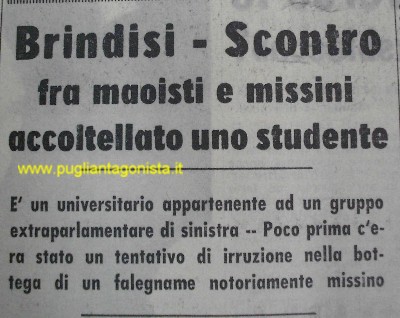 Brindisi - Scontro
fra maoisti e missini
accoltellato uno studente
www.pugliantagonista.it
E' un universitario appartenente ad un gruppo
extraparlamentare di sinistra -- Poco prima c'e-
ra stato un tentativo di irruzione nella bot-
tega di un falegname notoriamente missino